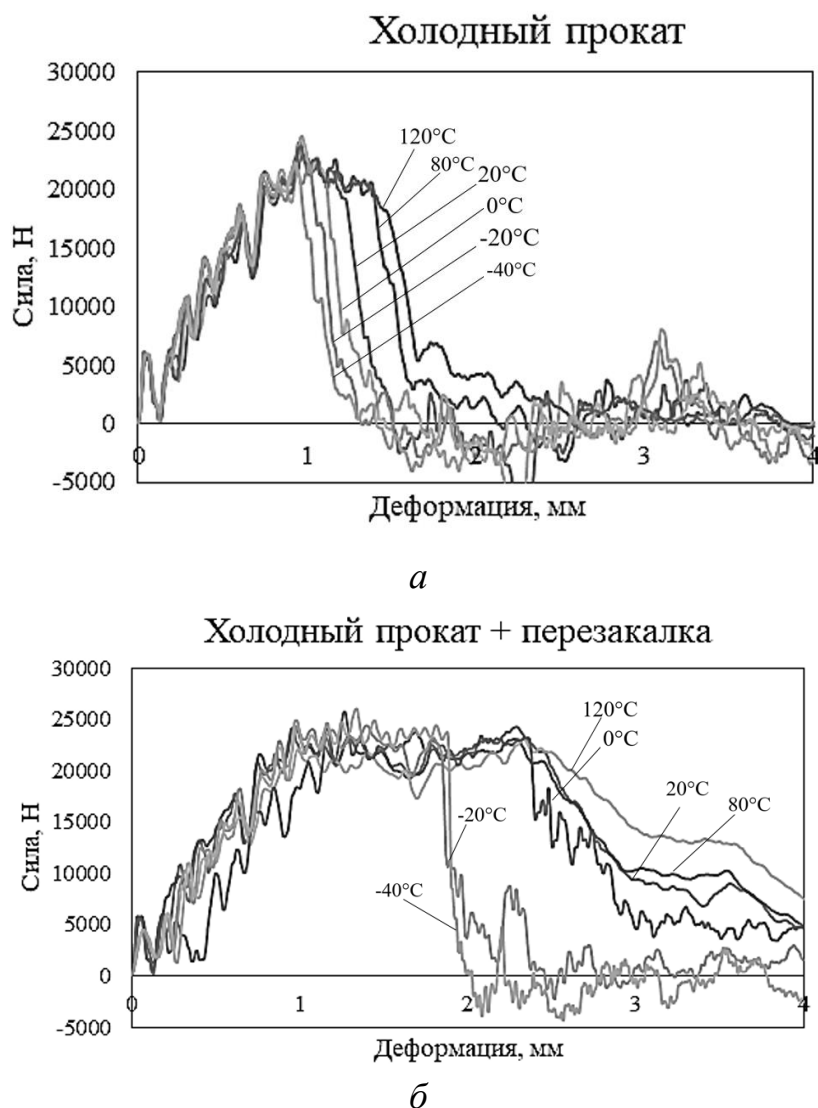 Холодный прокат
30000
25000
20000
15000
10000
5000
0
-5000
Сила, Н
120°C
80°C
20°C
0°C
-20°C
-40°C
0
1
2
3
4
Деформация, мм
а
Холодный прокат + перезакалка
30000
25000
20000
15000
10000
5000
0
-5000
Сила, Н
120°C
0°C
20°C
80°C
-20°C
-40°C
0
1
2
3
4
Деформация, мм
б